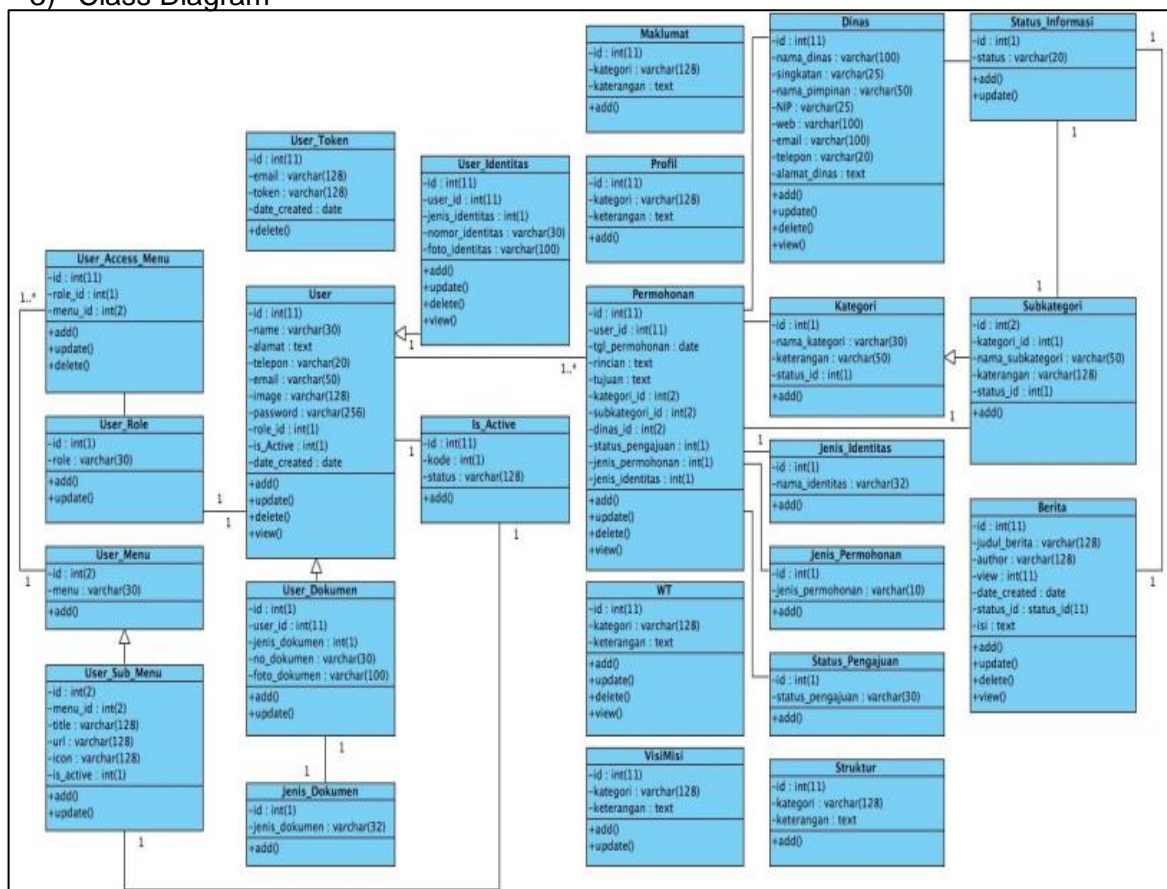 Class Diagram
Maklumat
-id : int(11)
-kategori : varchar(128)
-katerangan : text
+add()
Dinas
-id : int(11)
-nama_dinas : varchar(100)
-singkatan : varchar(25)
-nama_pimpinan : varchar(50)
-NIP : varchar(25)
-web : varchar(100)
-email : varchar(100)
-telepon : varchar(20)
-alamat_dinas : text
+add()
+update()
+delete()
+view()
Status_Informasi
-id : int(1)
-status : varchar(20)
+add()
+update()
1
1
User_Token
-id : int(11)
-email : varchar(128)
-token : varchar(128)
-date_created : date
+delete()
User_Identitas
-id : int(11)
-user_id : int(11)
-jenis_identitas : int(1)
-nomor_identitas : varchar(30)
-foto_identitas : varchar(100)
+add()
+update()
+delete()
+view()
Profil
-id : int(11)
-kategori : varchar(128)
-keterangan : text
+add()
User_Access_Menu
-id : int(11)
-role_id : int(1)
-menu_id : int(2)
+add()
+update()
+delete()
1..*
User
-id : int(11)
-name : varchar(30)
-alamat : text
-telepon : varchar(20)
-email : varchar(50)
-image : varchar(128)
-password : varchar(256)
-role_id : int(1)
-is_Active : int(1)
-date_created : date
+add()
+update()
+delete()
+view()
1
1..*
Permohonan
-id : int(11)
-user_id : int(11)
-tgl_permohonan : date
-rincian : text
-tujuan : text
-kategori_id : int(2)
-subkategori_id : int(2)
-dinas_id : int(2)
-status_pengajuan : int(1)
-jenis_permohonan : int(1)
-jenis_identitas : int(1)
+add()
+update()
+delete()
+view()
Kategori
-id : int(1)
-nama_kategori : varchar(30)
-keterangan : varchar(50)
-status_id : int(1)
+add()
1
Subkategori
-id : int(2)
-kategori_id : int(1)
-nama_subkategori : varchar(50)
-katerangan : varchar(128)
-status_id : int(1)
+add()
1
1
User_Role
-id : int(1)
-role : varchar(30)
+add()
+update()
1
1
Is_Active
-id : int(11)
-kode : int(1)
-status : varchar(128)
+add()
1
1
Jenis_Identitas
-id : int(1)
-nama_identitas : varchar(32)
+add()
User_Menu
-id : int(2)
-menu : varchar(30)
+add()
1
Jenis_Permohonan
-id : int(1)
-jenis_permohonan : varchar(10)
+add()
Berita
-id : int(11)
-judul_berita : varchar(128)
-author : varchar(128)
-view : int(11)
-date_created : date
-status_id : status_id(11)
-isi : text
+add()
+update()
+delete()
+view()
1
User_Dokumen
-id : int(1)
-user_id : int(11)
-jenis_dokumen : int(1)
-no_dokumen : varchar(30)
-foto_dokumen : varchar(100)
+add()
+update()
1
1
WT
-id : int(11)
-kategori : varchar(128)
-keterangan : text
+add()
+update()
+delete()
+view()
Status_Pengajuan
-id : int(1)
-status_pengajuan : varchar(30)
+add()
User_Sub_Menu
-id : int(2)
-menu_id : int(2)
-title : varchar(128)
-url : varchar(128)
-icon : varchar(128)
-is_active : int(1)
+add()
+update()
1
Jenis_Dokumen
-id : int(1)
-jenis_dokumen : varchar(32)
+add()
VisiMisi
-id : int(11)
-kategori : varchar(128)
-keterangan : text
+add()
+update()
Struktur
-id : int(11)
-kategori : varchar(128)
-keterangan : text
+add()